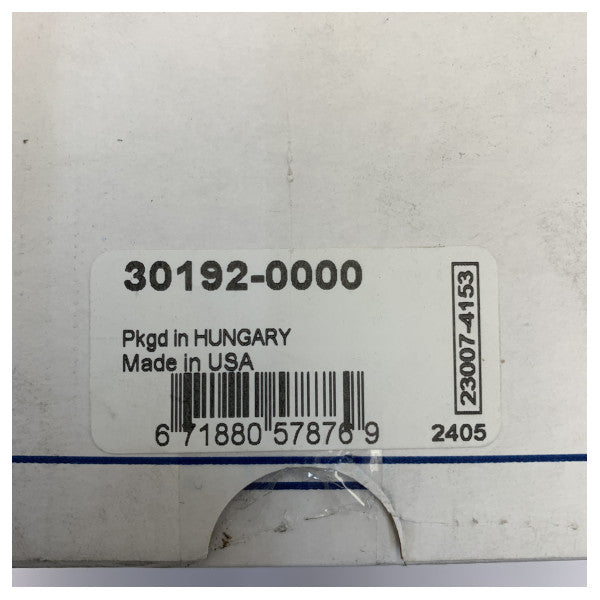 30192-0000
Pkgd in HUNGARY
Made in USA
6 71880 57876 9
23007-4153
2405